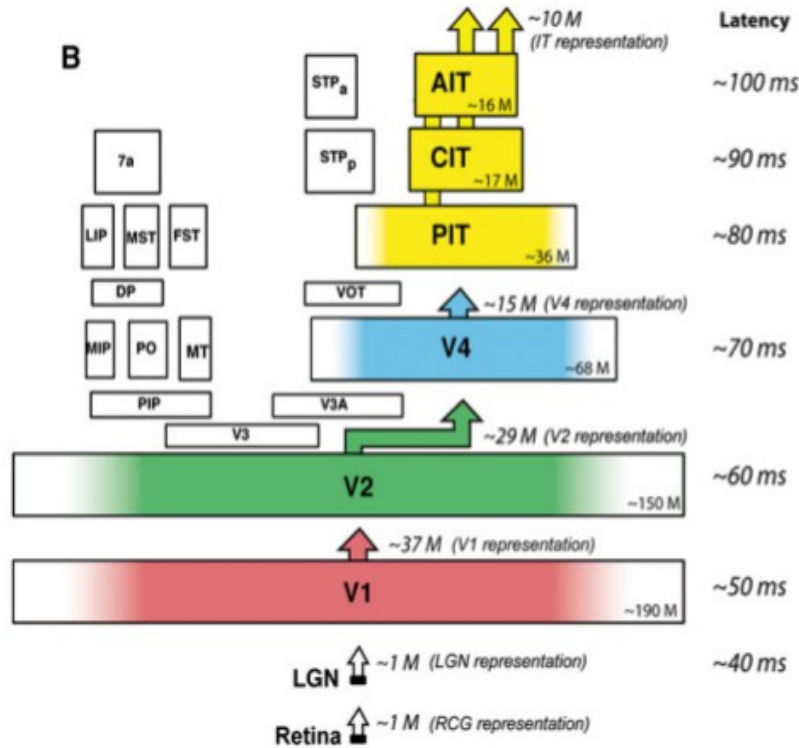 B
Latency
~10 M
(IT representation)
STPa
AIT
~16 M
~100 ms
7a
STPp
CIT
~17 M
~90 ms
LIP
MST
FST
PIT
~36 M
~80 ms
DP
VOT
~15 M (V4 representation)
MIP
PO
MT
V4
~68 M
~70 ms
PIP
V3A
V3
~29 M (V2 representation)
V2
~150 M
~60 ms
~37 M (V1 representation)
V1
~190 M
~50 ms
LGN
~1 M (LGN representation)
~40 ms
Retina
~1 M (RCG representation)